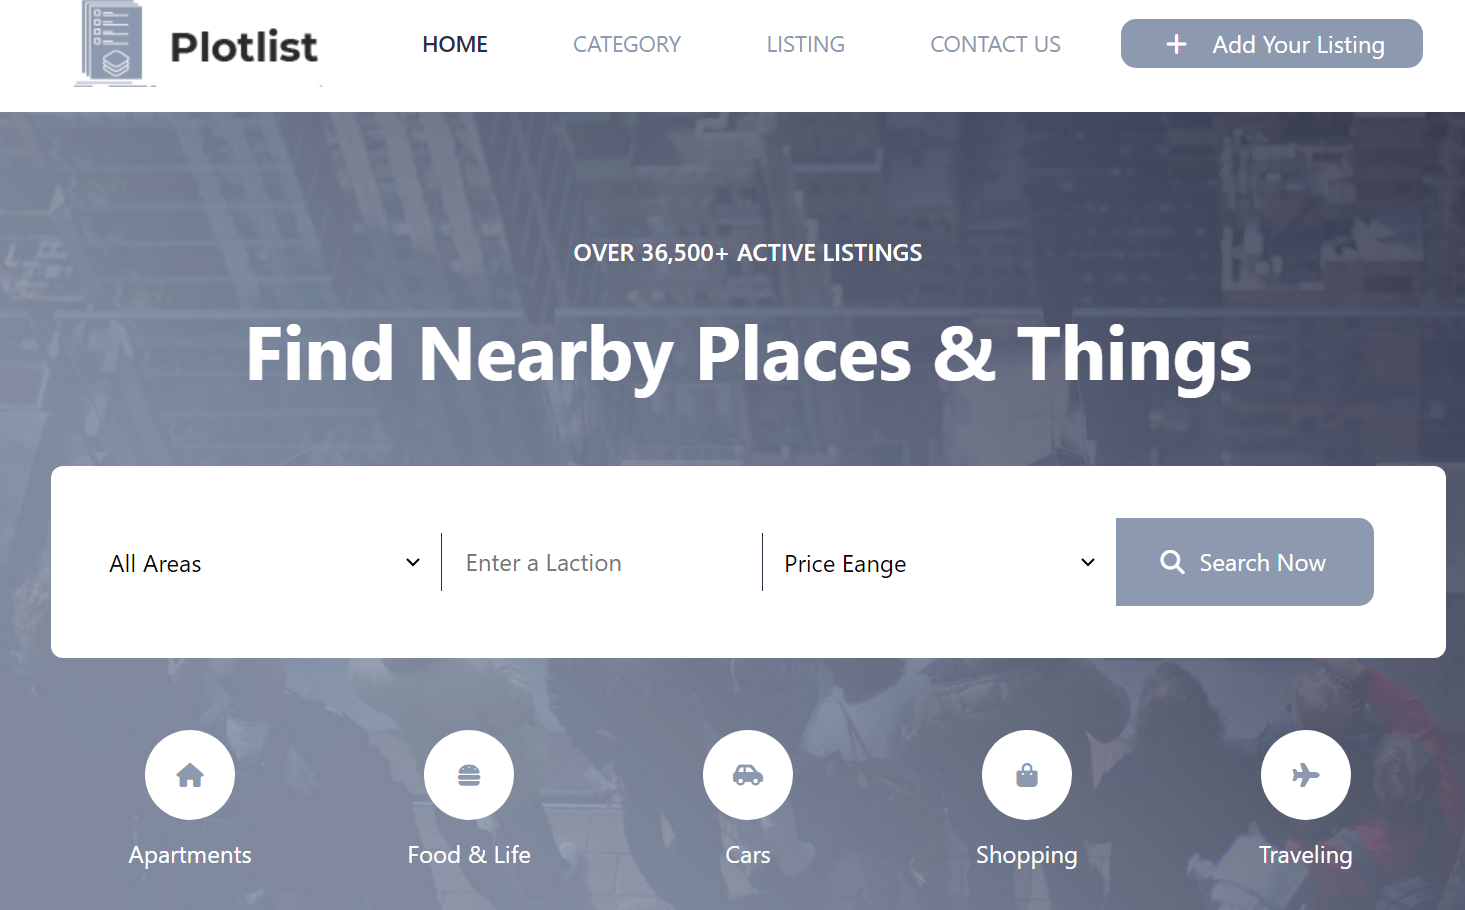 Plotlist
HOME
CATEGORY
LISTING
CONTACT US
Add Your Listing
OVER 36,500+ ACTIVE LISTINGS
Find Nearby Places & Things
All Areas
Enter a Laction
Price Eange
Search Now
Apartments
Food & Life
Cars
Shopping
Traveling